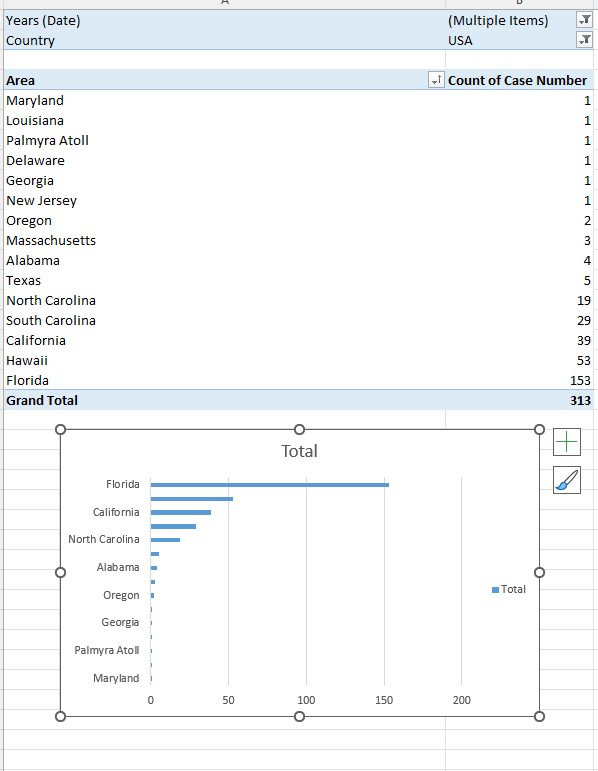 A B
Years (Date) (Multiple Items)
Country USA
Area Count of Case Number
Maryland 1
Louisiana 1
Palmyra Atoll 1
Delaware 1
Georgia 1
New Jersey 1
Oregon 2
Massachusetts 3
Alabama 4
Texas 5
North Carolina 19
South Carolina 29
California 39
Hawaii 53
Florida 153
Grand Total 313
Total
Florida
California
North Carolina
Alabama
Oregon
Georgia
Palmyra Atoll
Maryland
Total
0 50 100 150 200